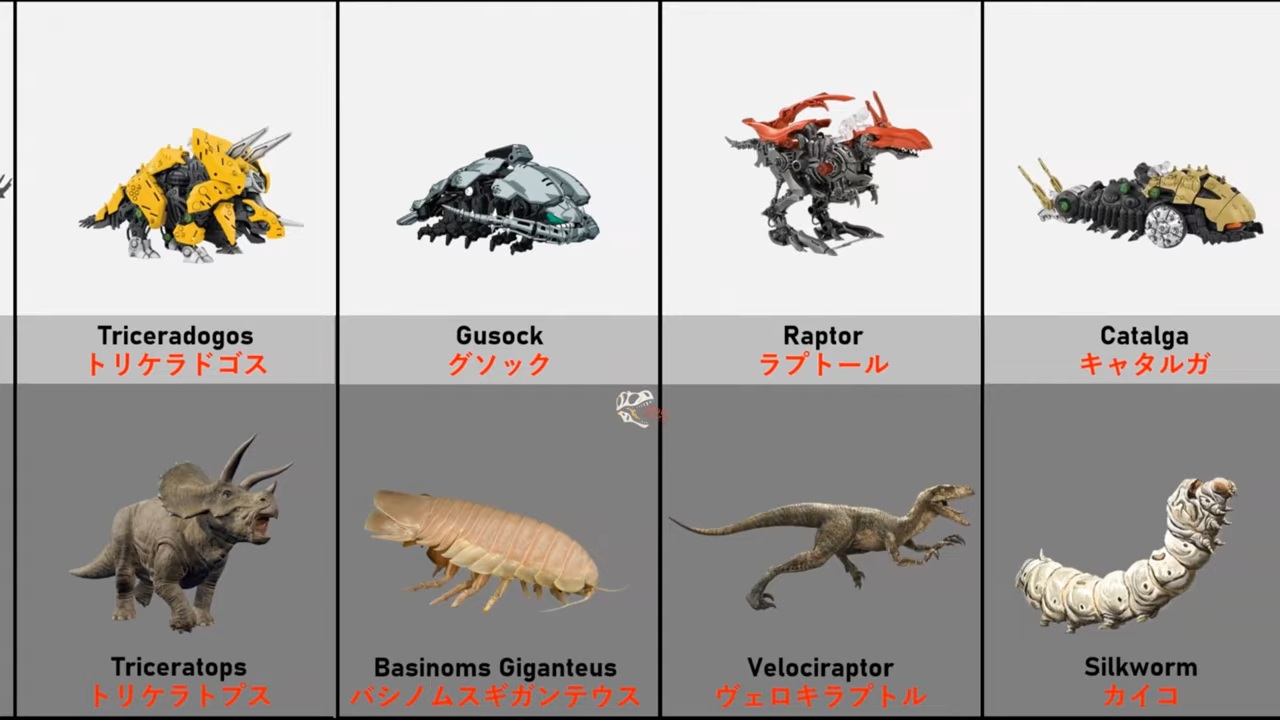 Triceradogos
トリケラドゴス
Gusock
グソック
Raptor
ラプトール
Catalga
キャタルガ
Triceratops
トリケラトプス
Basinoms Giganteus
バシノムスギガンテウス
Velociraptor
ヴェロキラプトル
Silkworm
カイコ